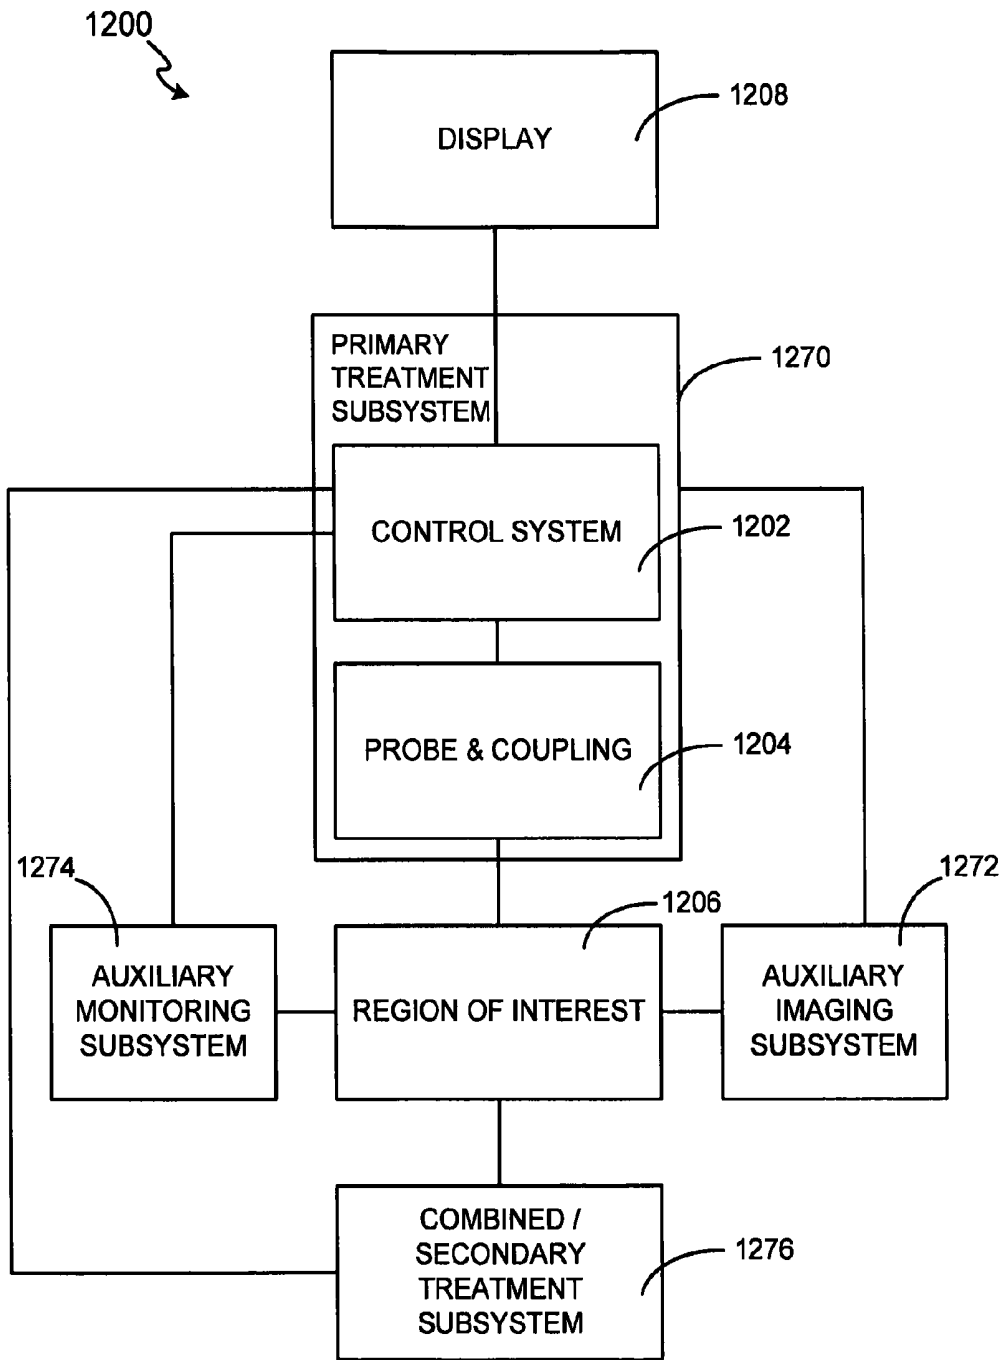 1200
DISPLAY
1208
PRIMARY
TREATMENT
SUBSYSTEM
1270
CONTROL SYSTEM
1202
PROBE & COUPLING
1204
1274
1206
1272
AUXILIARY
MONITORING
SUBSYSTEM
REGION OF INTEREST
AUXILIARY
IMAGING
SUBSYSTEM
COMBINED /
SECONDARY
TREATMENT
SUBSYSTEM
1276